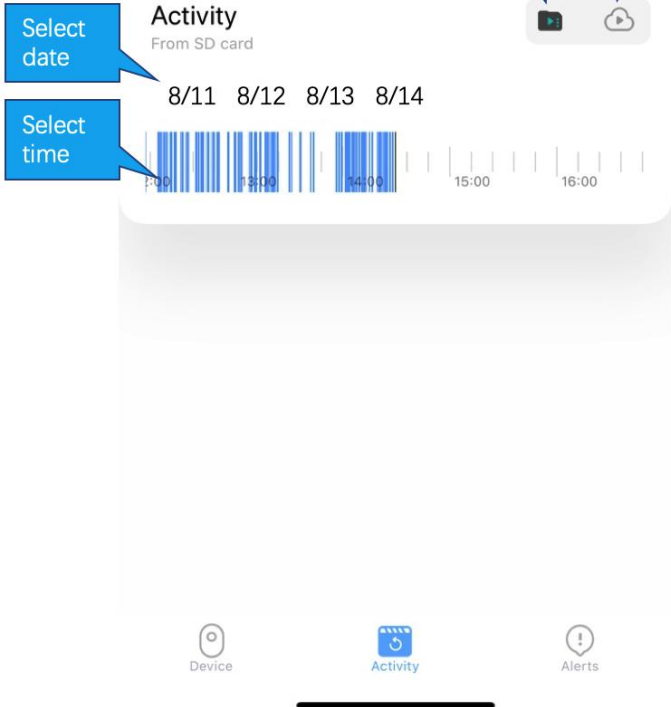 Select
date
Activity
From SD card
8/11 8/12 8/13 8/14
Select
time
13:00 14:00 15:00 16:00
Device Activity Alerts